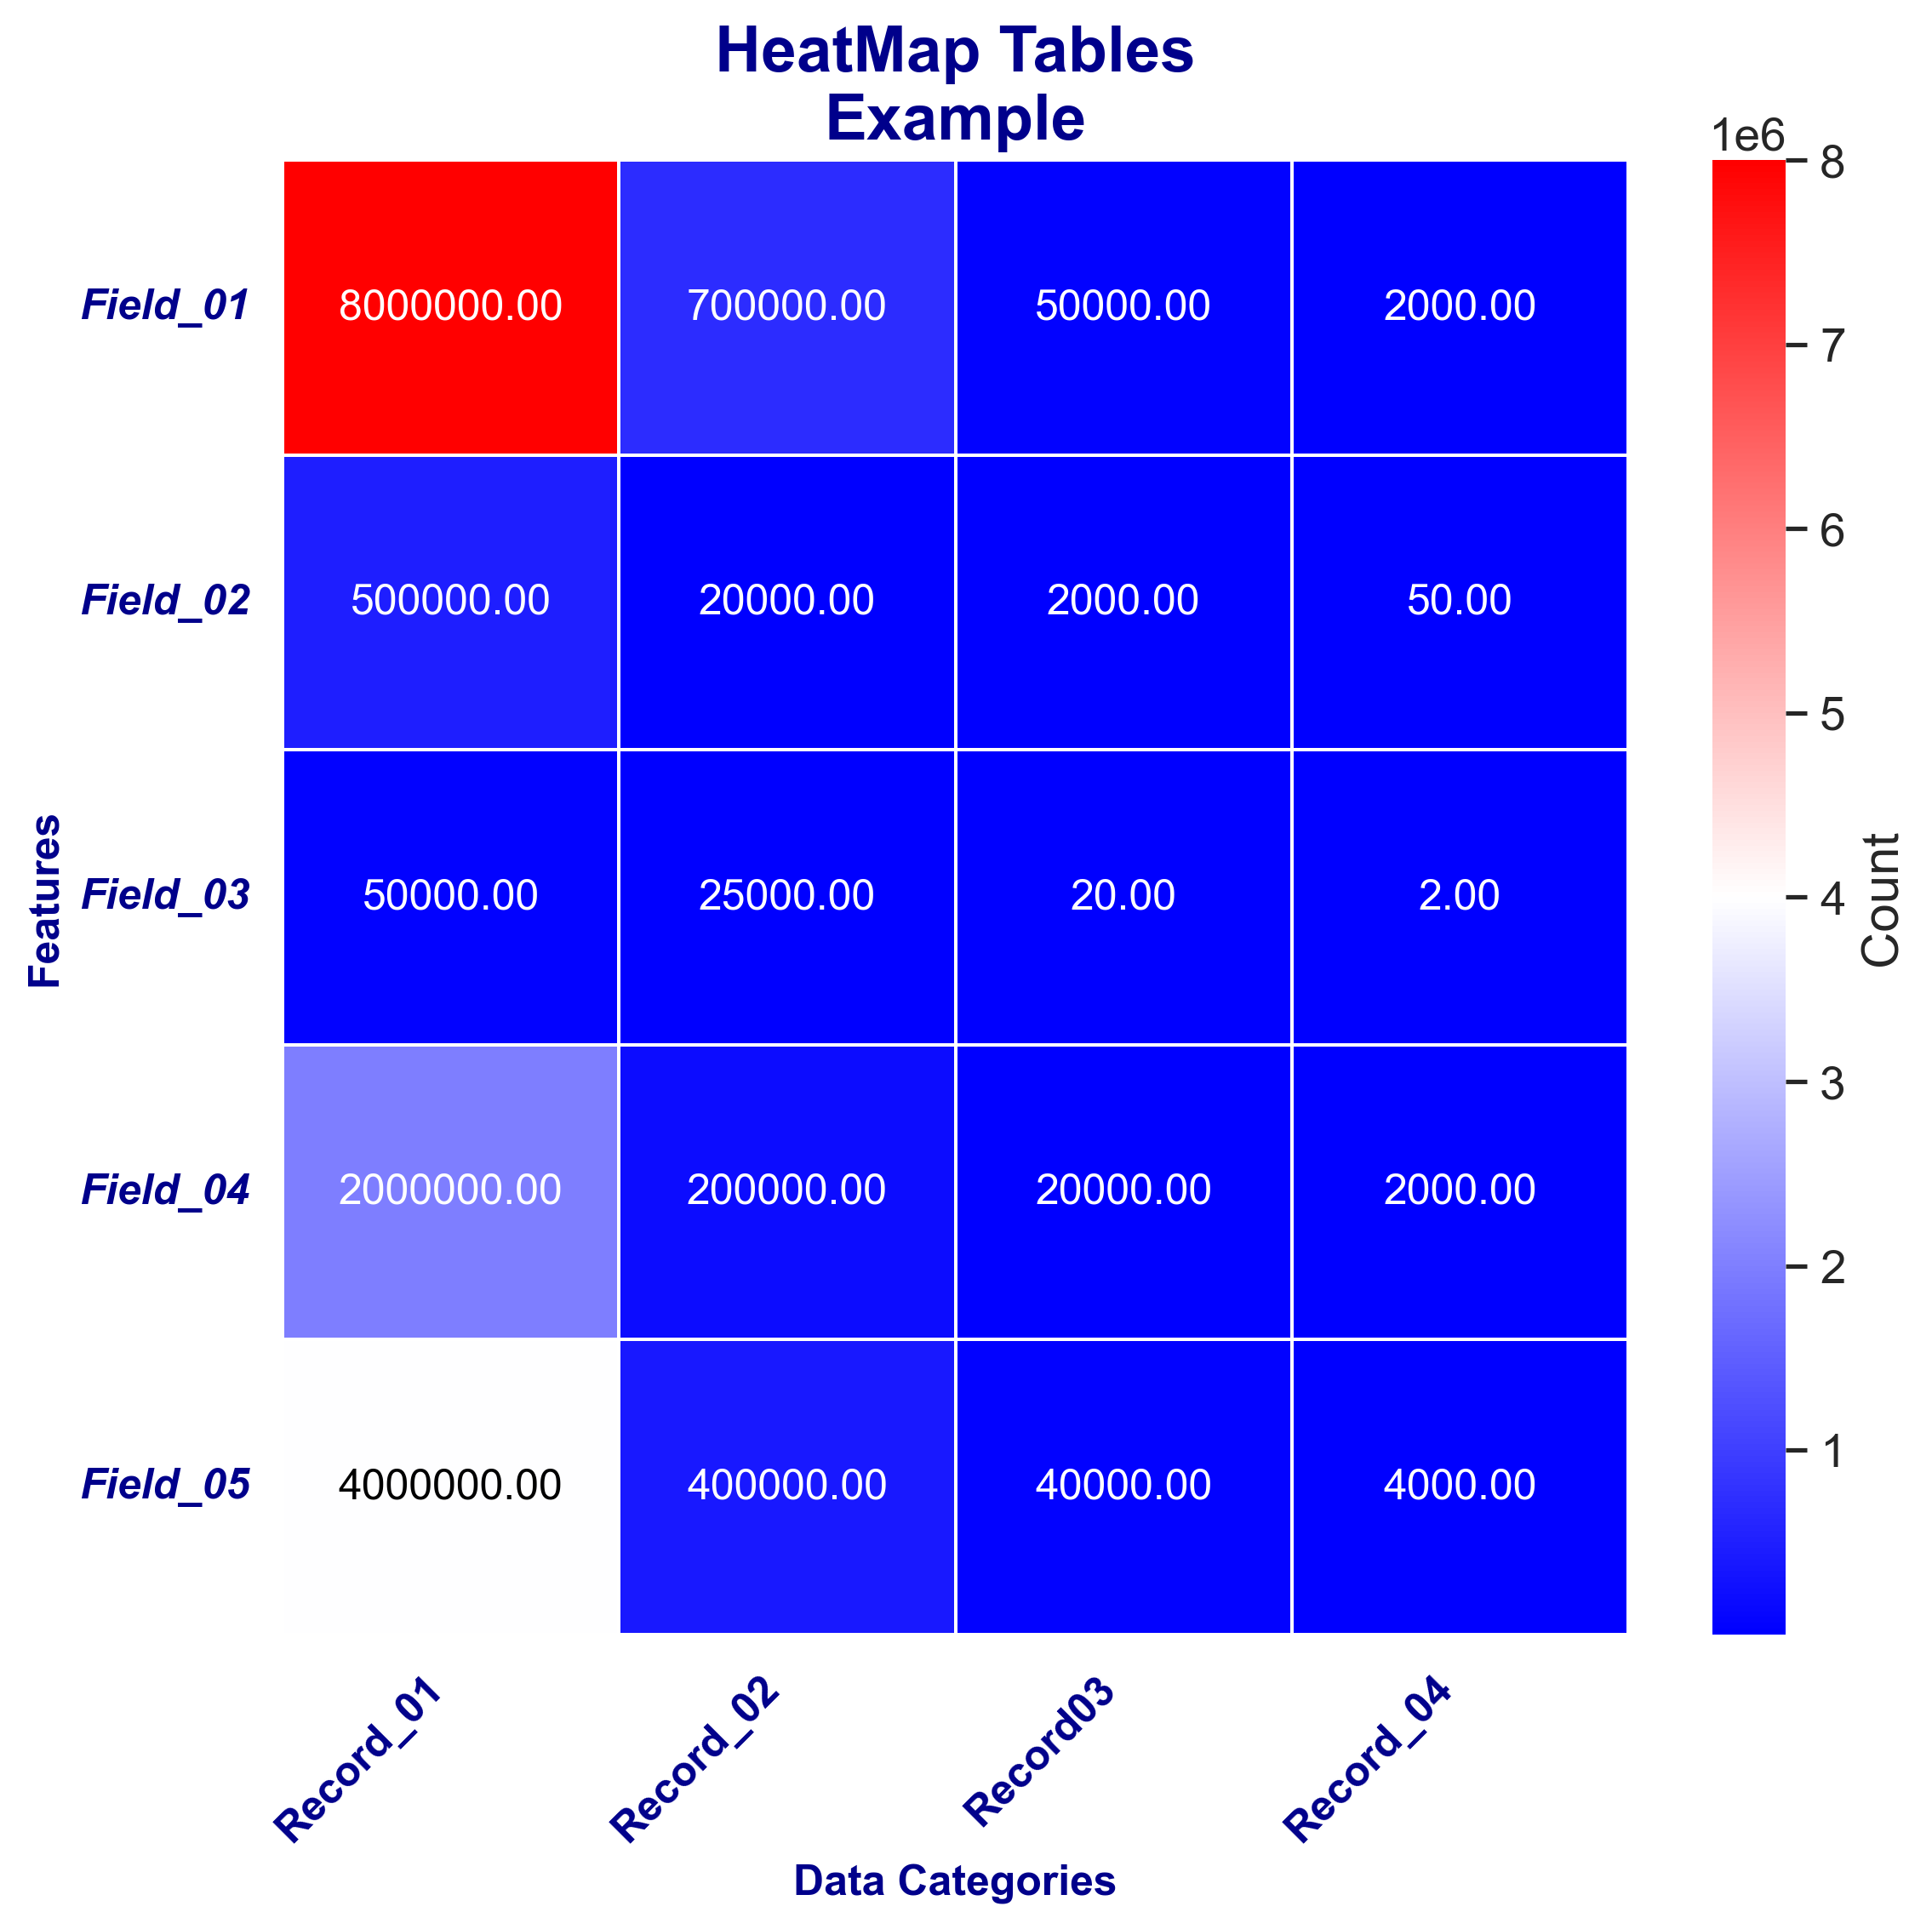 HeatMap Tables
Example
1e6
8
7
6
5
4
3
2
1
Count
Features
Field_01 8000000.00 700000.00 50000.00 2000.00
Field_02 500000.00 20000.00 2000.00 50.00
Field_03 50000.00 25000.00 20.00 2.00
Field_04 2000000.00 200000.00 20000.00 2000.00
Field_05 4000000.00 400000.00 40000.00 4000.00
Record_01 Record_02 Record03 Record_04
Data Categories